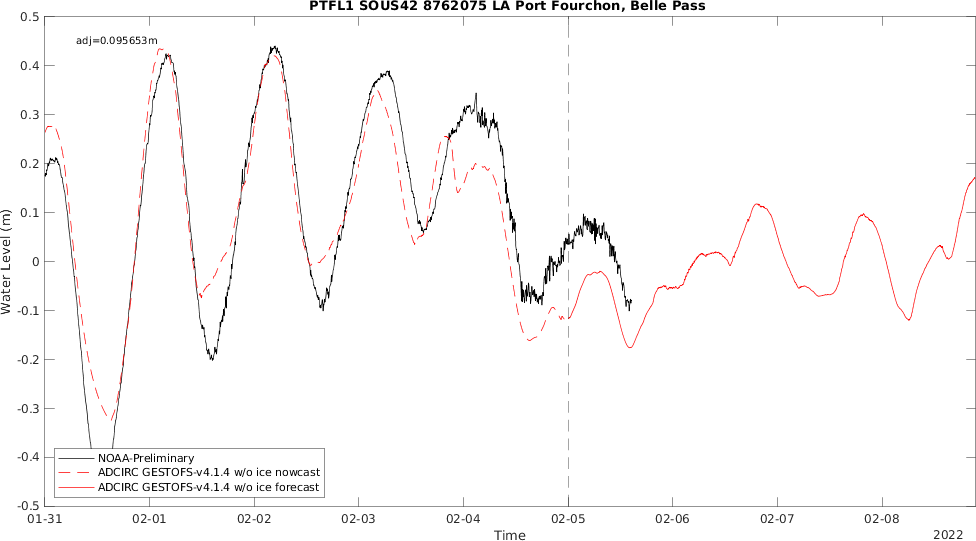 PTFL1 SOUS42 8762075 LA Port Fourchon, Belle Pass
adj=0.095653m
0.5
0.4
0.3
0.2
0.1
0
-0.1
-0.2
-0.3
-0.4
-0.5
Water Level (m)
NOAA-Preliminary
ADCIRC GESTOFS-v4.1.4 w/o ice nowcast
ADCIRC GESTOFS-v4.1.4 w/o ice forecast
01-31 02-01 02-02 02-03 02-04 02-05 02-06 02-07 02-08
Time
2022